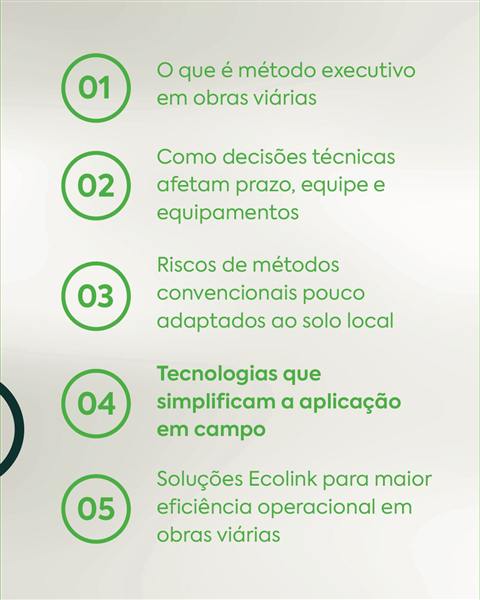 01
O que é método executivo
em obras viárias
02
Como decisões técnicas
afetam prazo, equipe e
equipamentos
03
Riscos de métodos
convencionais pouco
adaptados ao solo local
04
Tecnologias que
simplificam a aplicação
em campo
05
Soluções Ecolink para maior
eficiência operacional em
obras viárias